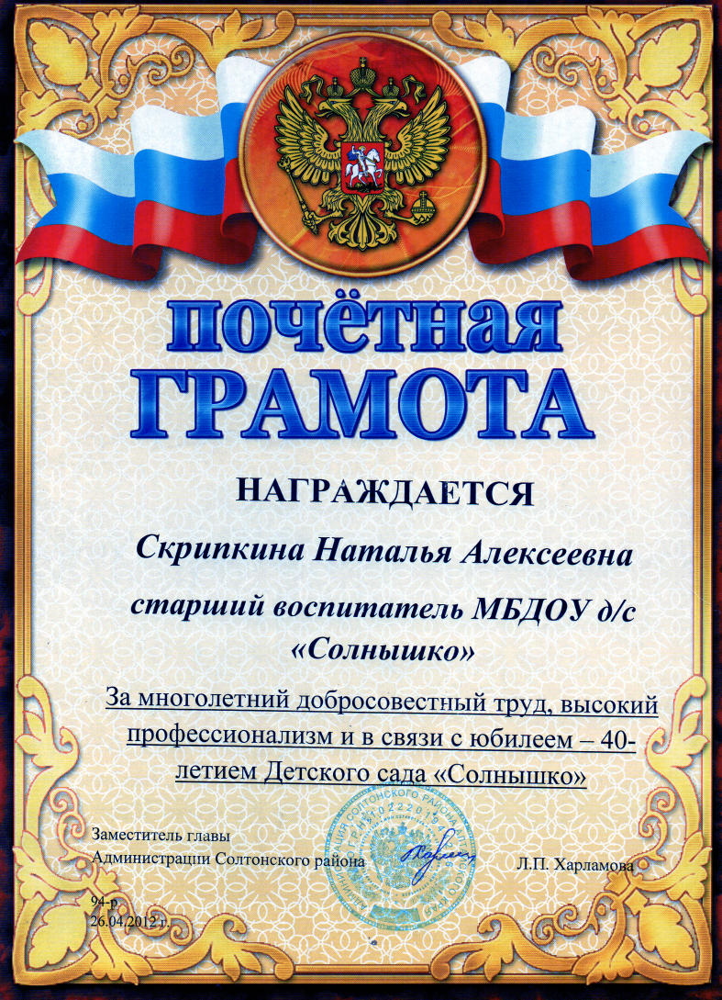 почётная
ГРАМОТА
НАГРАЖДАЕТСЯ
Скрипкина Наталья Алексеевна
старший воспитатель МБДОУ д/с
«Солнышко»
За многолетний добросовестный труд, высокий
профессионализм и в связи с юбилеем – 40-
летием Детского сада «Солнышко»
Заместитель главы
Администрации Солтонского района
Л.П. Харламова
94-р
26.04.2012 г.